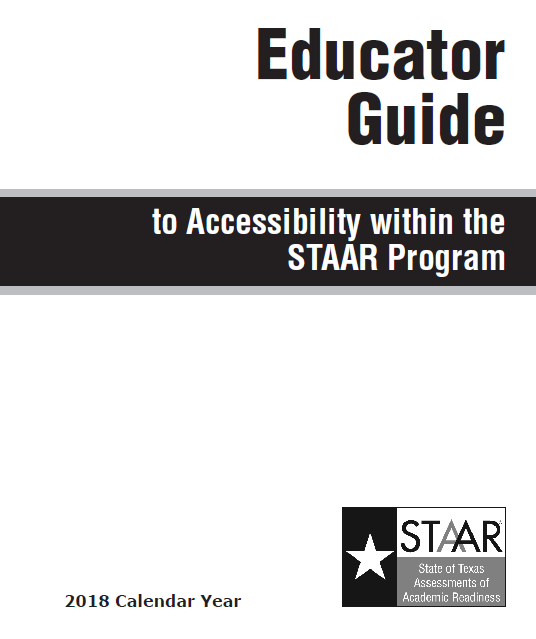 Educator
Guide
to Accessibility within the
STAAR Program
STAAR
State of Texas
Assessments of
Academic Readiness
2018 Calendar Year